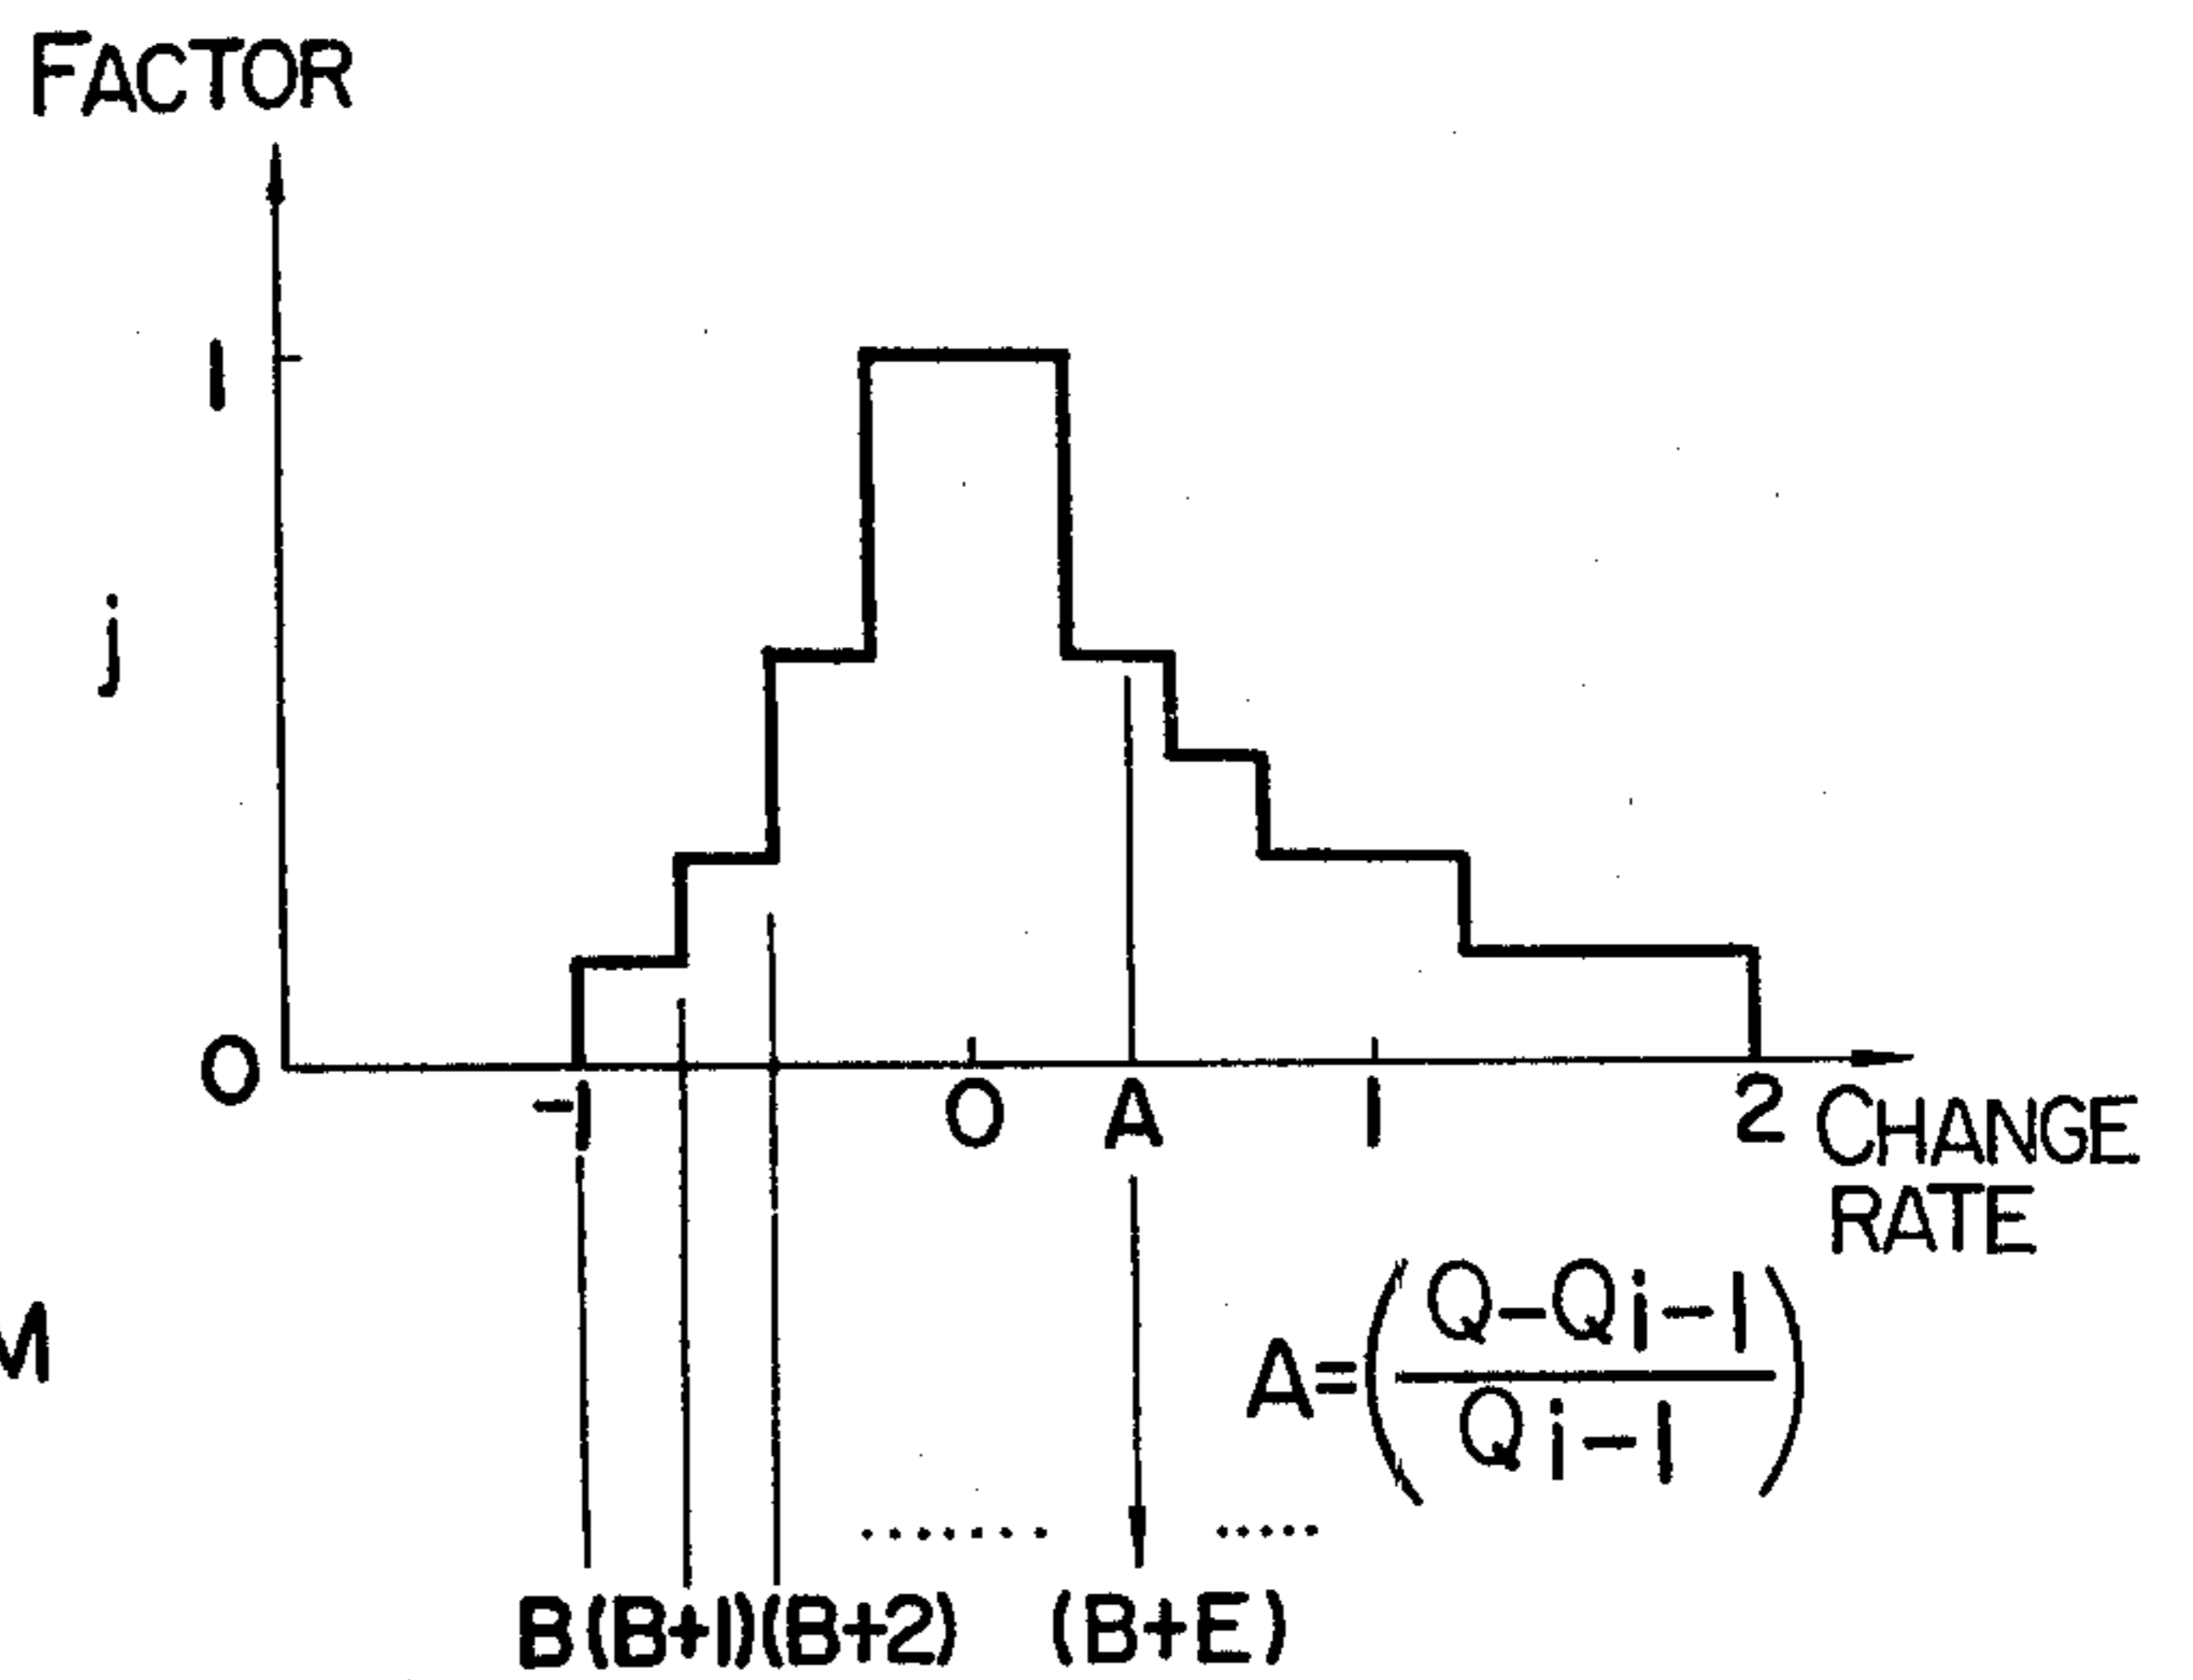 FACTOR
1
j
0
-1 0 A 1 2 CHANGE
RATE
M
A=(Q-Qi-1/Qi-1)
B(B+1)(B+2) (B+E)